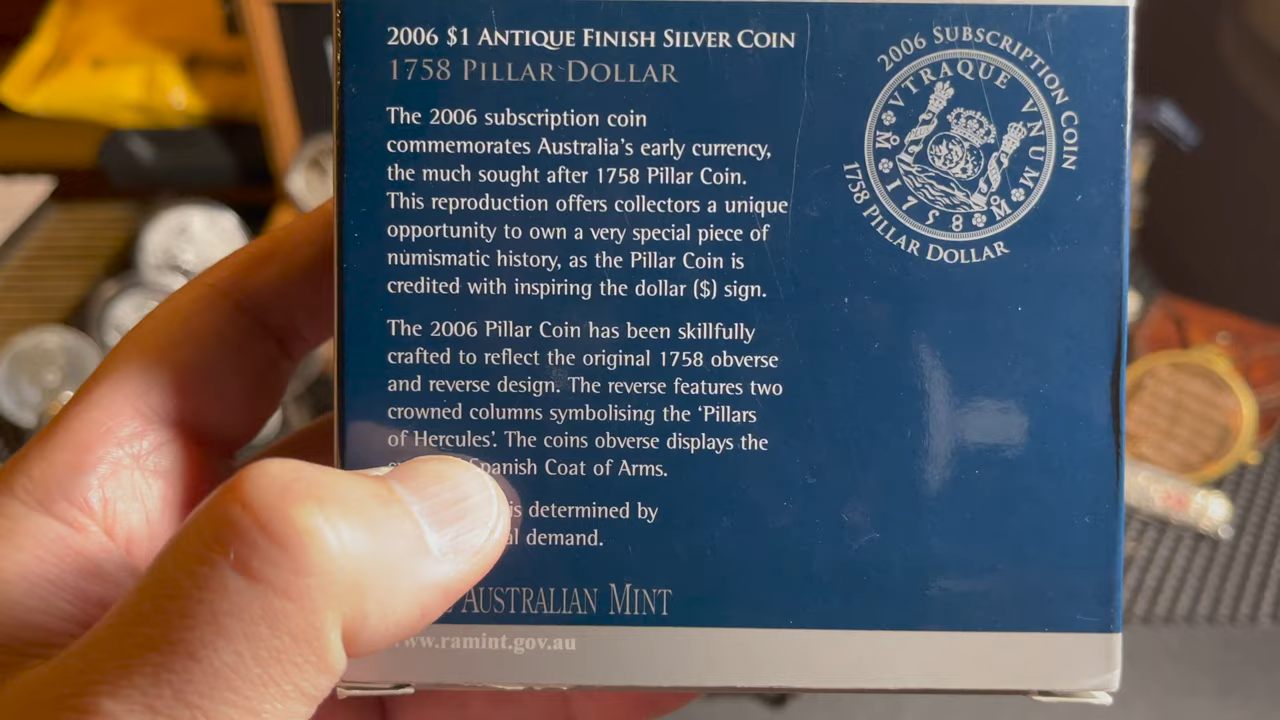 2006 $1 ANTIQUE FINISH SILVER COIN
1758 PILLAR DOLLAR
The 2006 subscription coin
commemorates Australia's early currency,
the much sought after 1758 Pillar Coin.
This reproduction offers collectors a unique
opportunity to own a very special piece of
numismatic history, as the Pillar Coin is
credited with inspiring the dollar ($) sign.
The 2006 Pillar Coin has been skillfully
crafted to reflect the original 1758 obverse
and reverse design. The reverse features two
crowned columns symbolising the 'Pillars
of Hercules'. The coins obverse displays the
Spanish Coat of Arms.
is determined by
demand.
AUSTRALIAN MINT
www.ramint.gov.au
2006 SUBSCRIPTION COIN
VTRAQUE VNUM
M 1758 M
1758 PILLAR DOLLAR